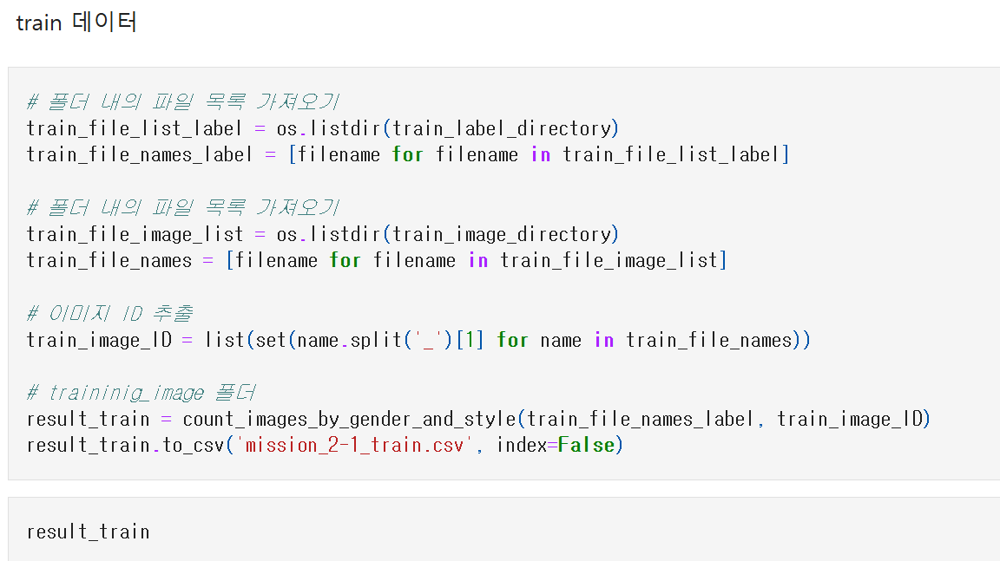 train 데이터
# 폴더 내의 파일 목록 가져오기
train_file_list_label = os.listdir(train_label_directory)
train_file_names_label = [filename for filename in train_file_list_label]
# 폴더 내의 파일 목록 가져오기
train_file_image_list = os.listdir(train_image_directory)
train_file_names = [filename for filename in train_file_image_list]
# 이미지 ID 추출
train_image_ID = list(set(name.split('_')[1] for name in train_file_names))
# traininig_image 폴더
result_train = count_images_by_gender_and_style(train_file_names_label, train_image_ID)
result_train.to_csv('mission_2-1_train.csv', index=False)
result_train